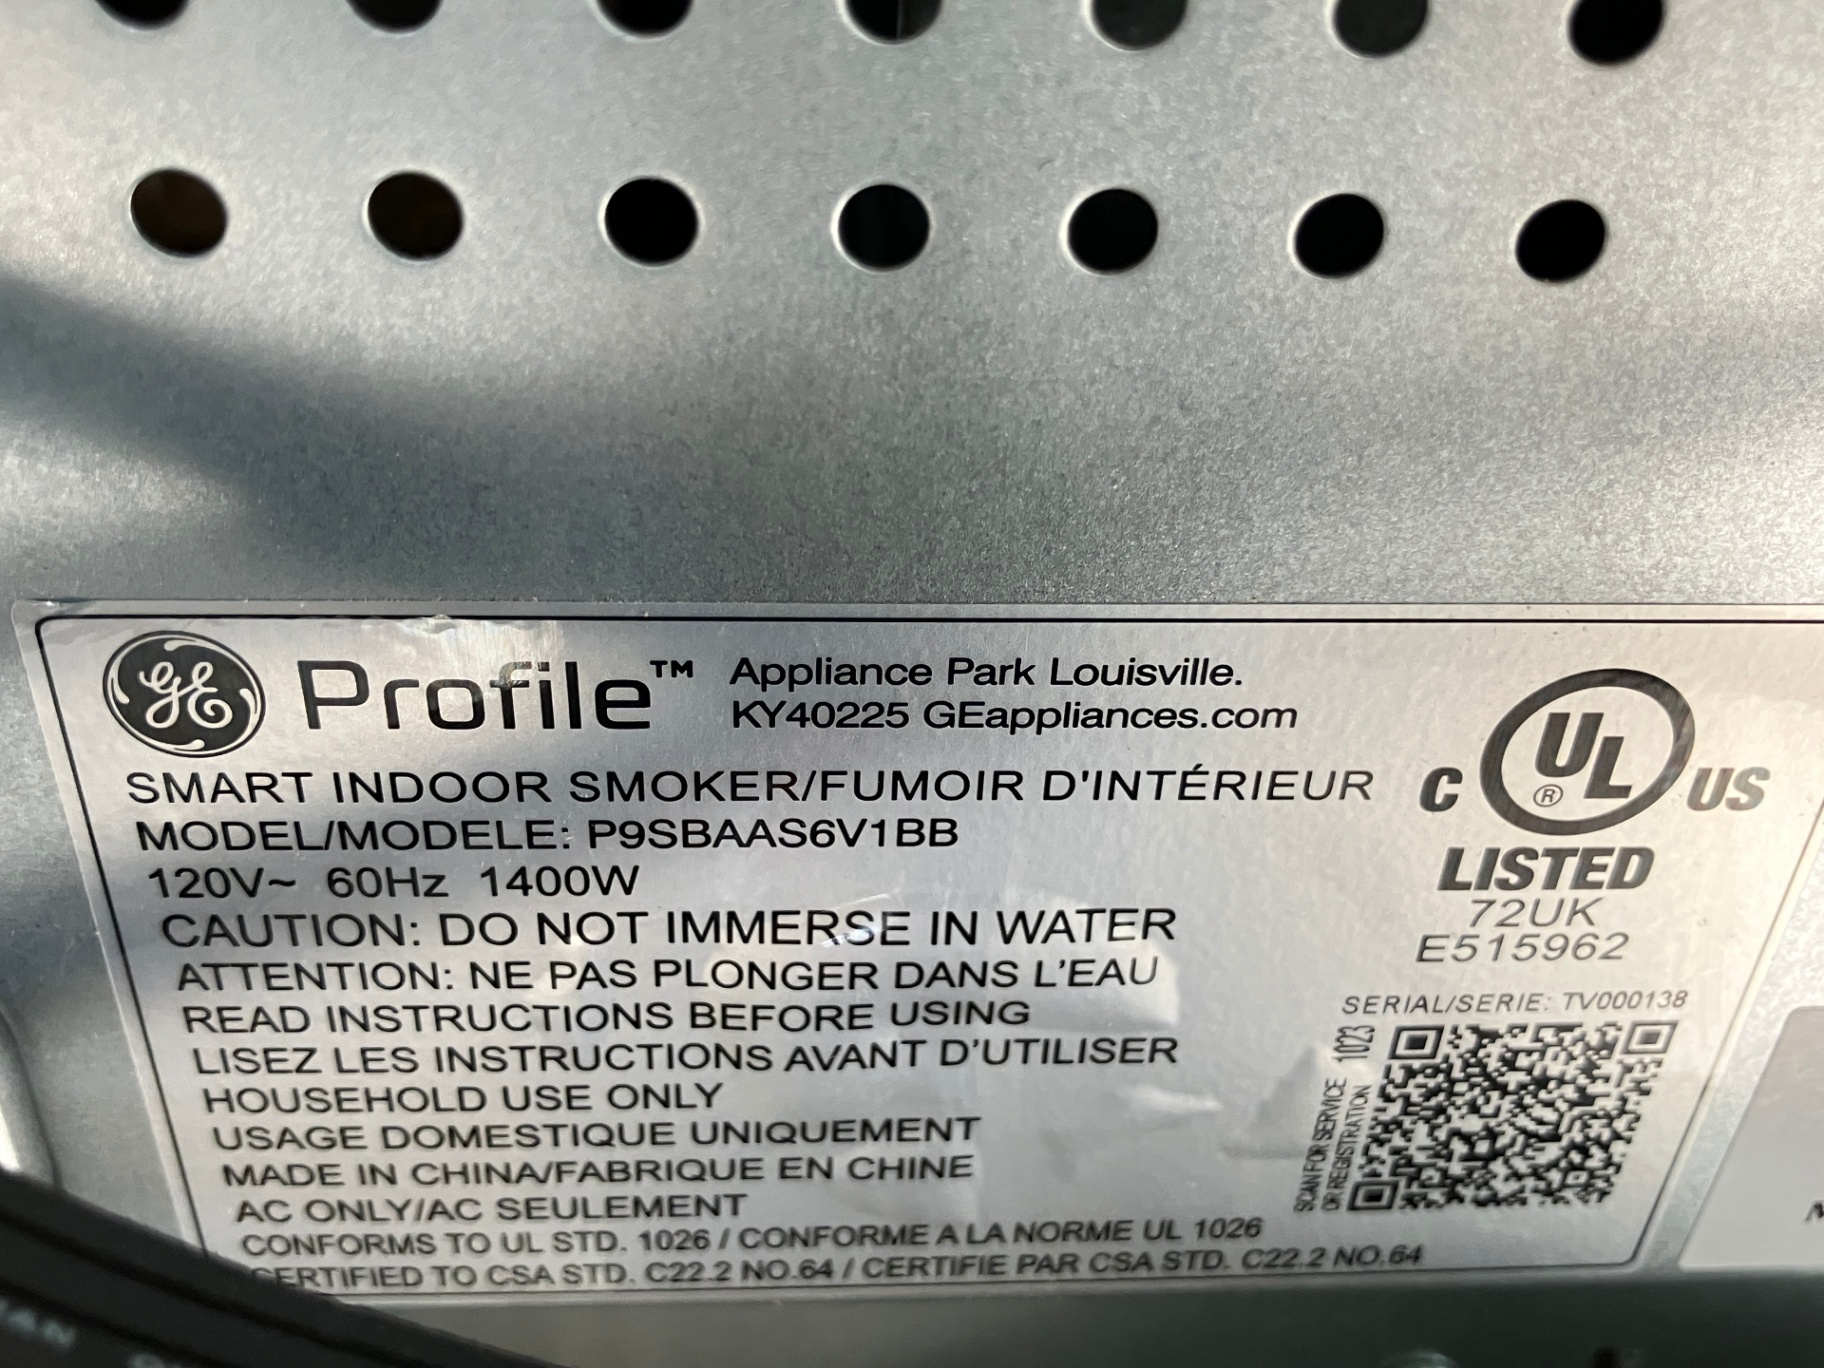 GE Profile™ Appliance Park Louisville.
KY40225 GEappliances.com
SMART INDOOR SMOKER/FUMOIR D'INTÉRIEUR
MODEL/MODELE: P9SBAAS6V1BB
120V~ 60Hz 1400W
CAUTION: DO NOT IMMERSE IN WATER
ATTENTION: NE PAS PLONGER DANS L'EAU
READ INSTRUCTIONS BEFORE USING
LISEZ LES INSTRUCTIONS AVANT D'UTILISER
HOUSEHOLD USE ONLY
USAGE DOMESTIQUE UNIQUEMENT
MADE IN CHINA/FABRIQUE EN CHINE
AC ONLY/AC SEULEMENT
CONFORMS TO UL STD. 1026 / CONFORME A LA NORME UL 1026
CERTIFIED TO CSA STD. C22.2 NO.64 / CERTIFIE PAR CSA STD. C22.2 NO.64
C UL® US
LISTED
72UK
E515962
SERIAL/SERIE: TV000138
1023
SCAN FOR SERVICE
OR REGISTRATION